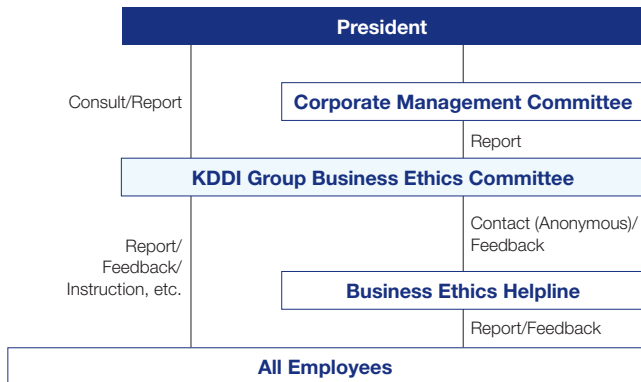 President
Consult/Report
Corporate Management Committee
Report
KDDI Group Business Ethics Committee
Contact (Anonymous)/
Feedback
Report/
Feedback/
Instruction, etc.
Business Ethics Helpline
Report/Feedback
All Employees